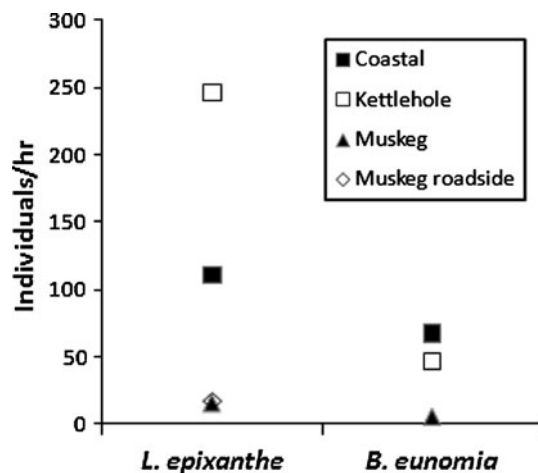 300
250
200
150
100
50
0
Individuals/hr
Coastal
Kettlehole
Muskeg
Muskeg roadside
L. epixanthe B. eunomia